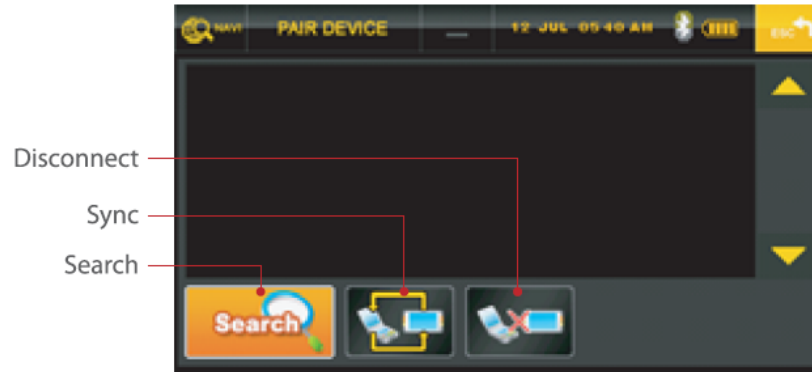 NAVI PAIR DEVICE 12 JUL 05:40 AM ESC
Disconnect
Sync
Search
Search